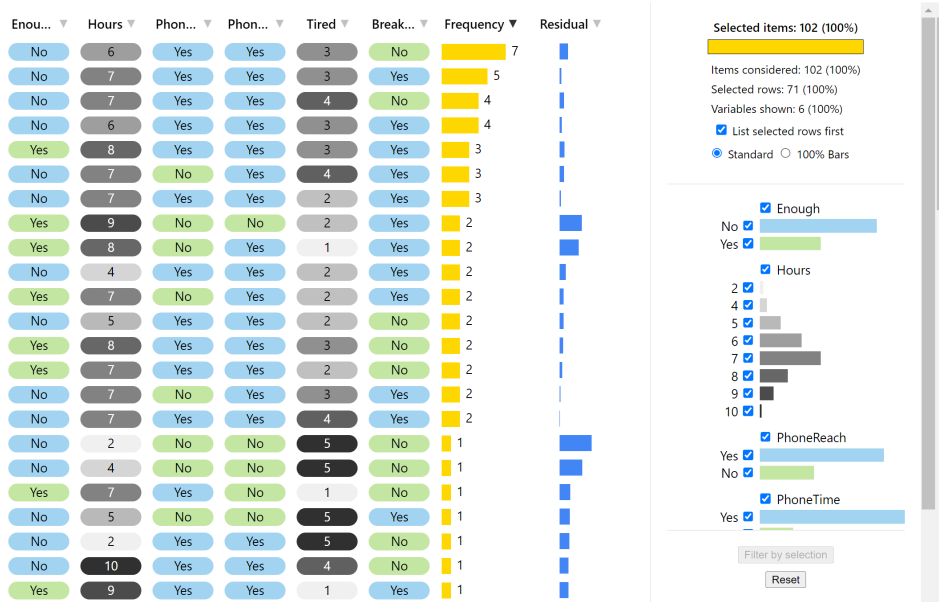 Enou... Hours Phon... Phon... Tired Break... Frequency Residual
No 6 Yes Yes 3 No 7
No 7 Yes Yes 3 Yes 5
No 7 Yes Yes 4 No 4
No 6 Yes Yes 3 Yes 4
Yes 8 Yes Yes 3 Yes 3
No 7 No Yes 4 Yes 3
No 7 Yes Yes 2 Yes 3
Yes 9 No No 2 Yes 2
Yes 8 No Yes 1 Yes 2
No 4 Yes Yes 2 Yes 2
Yes 7 No Yes 2 Yes 2
No 5 Yes Yes 2 No 2
Yes 8 Yes Yes 3 No 2
Yes 7 Yes Yes 2 No 2
No 7 No Yes 3 Yes 2
No 7 Yes Yes 4 Yes 2
No 2 No No 5 No 1
No 4 No No 5 No 1
Yes 7 Yes No 1 No 1
No 5 No No 5 Yes 1
No 2 Yes Yes 5 No 1
No 10 Yes Yes 4 No 1
Yes 9 Yes Yes 1 Yes 1
Selected items: 102 (100%)
Items considered: 102 (100%)
Selected rows: 71 (100%)
Variables shown: 6 (100%)
List selected rows first
Standard 100% Bars
Enough
No
Yes
Hours
2
4
5
6
7
8
9
10
PhoneReach
Yes
No
PhoneTime
Yes
Filter by selection
Reset